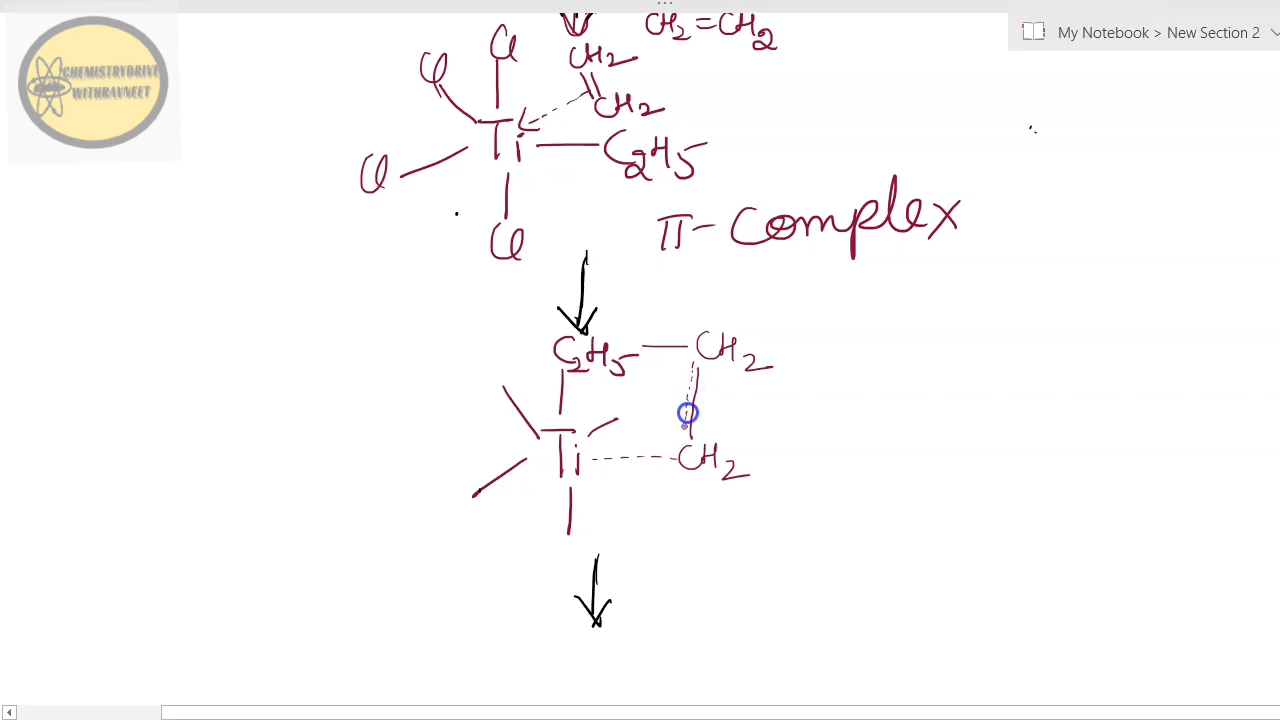 CHEMISTRYDRIVE
WITHRAVNEET
My Notebook > New Section 2
CH2=CH2
Cl
Cl
CH2
CH2
Ti
C2H5
Cl
Cl
π- Complex
C2H5 — CH2
Ti
CH2